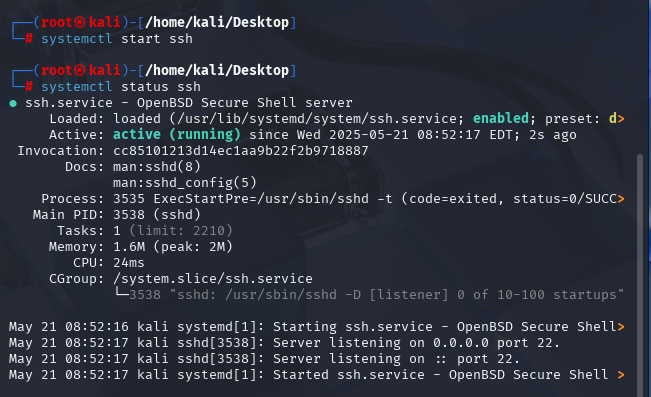 ┌──(root㉿kali)-[/home/kali/Desktop]
└─# systemctl start ssh
┌──(root㉿kali)-[/home/kali/Desktop]
└─# systemctl status ssh
● ssh.service - OpenBSD Secure Shell server
Loaded: loaded (/usr/lib/systemd/system/ssh.service; enabled; preset: d>
Active: active (running) since Wed 2025-05-21 08:52:17 EDT; 2s ago
Invocation: cc85101213d14ec1aa9b22f2b9718887
Docs: man:sshd(8)
man:sshd_config(5)
Process: 3535 ExecStartPre=/usr/sbin/sshd -t (code=exited, status=0/SUCC>
Main PID: 3538 (sshd)
Tasks: 1 (limit: 2210)
Memory: 1.6M (peak: 2M)
CPU: 24ms
CGroup: /system.slice/ssh.service
└─3538 "sshd: /usr/sbin/sshd -D [listener] 0 of 10-100 startups"
May 21 08:52:16 kali systemd[1]: Starting ssh.service - OpenBSD Secure Shell>
May 21 08:52:17 kali sshd[3538]: Server listening on 0.0.0.0 port 22.
May 21 08:52:17 kali sshd[3538]: Server listening on :: port 22.
May 21 08:52:17 kali systemd[1]: Started ssh.service - OpenBSD Secure Shell >